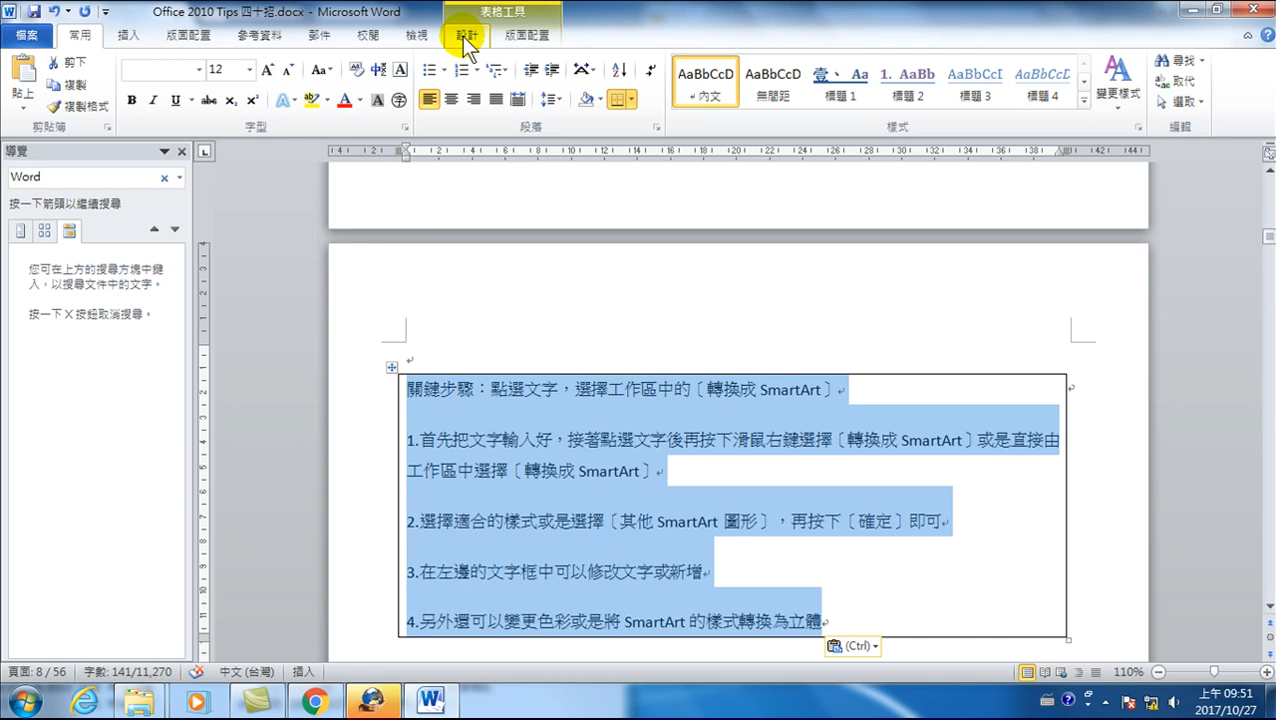 Office 2010 Tips 四十招.docx - Microsoft Word
表格工具
檔案 常用 插入 版面配置 參考資料 郵件 校閱 檢視 設計 版面配置
剪下
12 Aa
AaBbCcD AaBbCcD 壹、 Aa 1. AaBbC AaBbCcI AaBbCcD
尋找
貼上
複製
取代
內文 無間距 標題 1 標題 2 標題 3 標題 4
變更樣式
複製格式
B I U abc x₂ x² A A A 字
選取
剪貼簿 字型 段落 樣式 編輯
導覽
Word
按一下箭頭以繼續搜尋
您可在上方的搜尋方塊中鍵
入，以搜尋文件中的文字。
按一下 X 按鈕取消搜尋。
關鍵步驟：點選文字，選擇工作區中的〔轉換成 SmartArt〕
1.首先把文字輸入好，接著點選文字後再按下滑鼠右鍵選擇〔轉換成 SmartArt〕或是直接由
工作區中選擇〔轉換成 SmartArt〕
2.選擇適合的樣式或是選擇〔其他 SmartArt 圖形〕，再按下〔確定〕即可
3.在左邊的文字框中可以修改文字或新增
4.另外還可以變更色彩或是將 SmartArt 的樣式轉換為立體
(Ctrl)
頁面: 8 / 56 字數: 141/11,270 中文 (台灣) 插入 110%
上午 09:51
2017/10/27